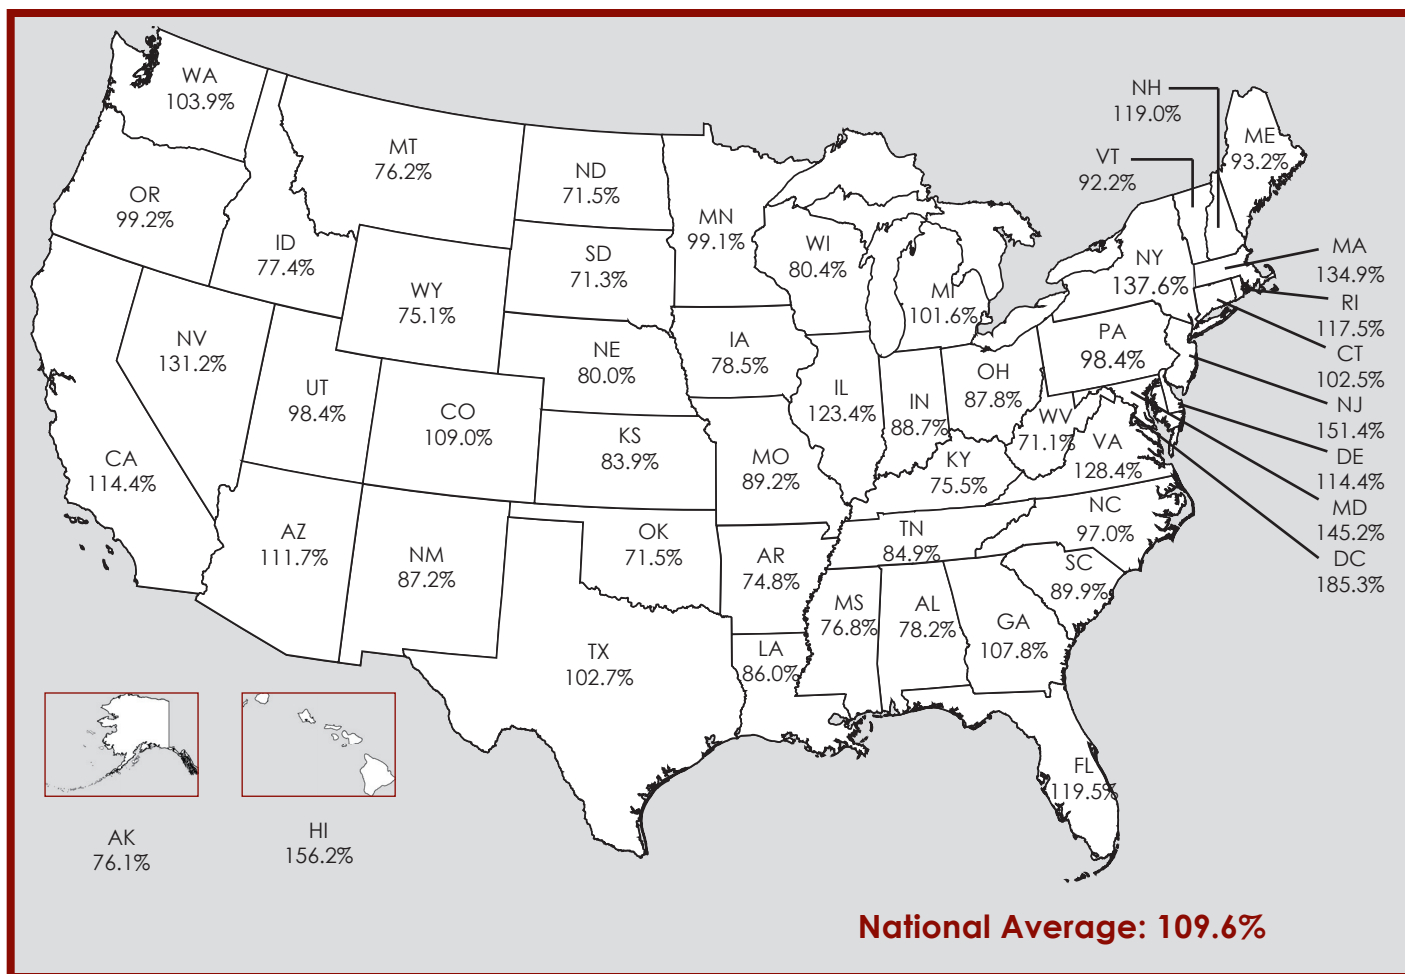 WA
103.9%
MT
76.2%
ND
71.5%
MN
99.1%
OR
99.2%
ID
77.4%
SD
71.3%
WI
80.4%
WY
75.1%
MI
101.6%
NY
137.6%
VT
92.2%
NH
119.0%
ME
93.2%
MA
134.9%
RI
117.5%
CT
102.5%
NJ
151.4%
DE
114.4%
MD
145.2%
DC
185.3%
NV
131.2%
UT
98.4%
CO
109.0%
NE
80.0%
IA
78.5%
IL
123.4%
IN
88.7%
OH
87.8%
PA
98.4%
WV
71.1%
VA
128.4%
CA
114.4%
KS
83.9%
MO
89.2%
KY
75.5%
NC
97.0%
AZ
111.7%
NM
87.2%
OK
71.5%
AR
74.8%
TN
84.9%
SC
89.9%
MS
76.8%
AL
78.2%
GA
107.8%
TX
102.7%
LA
86.0%
FL
119.5%
AK
76.1%
HI
156.2%
National Average: 109.6%